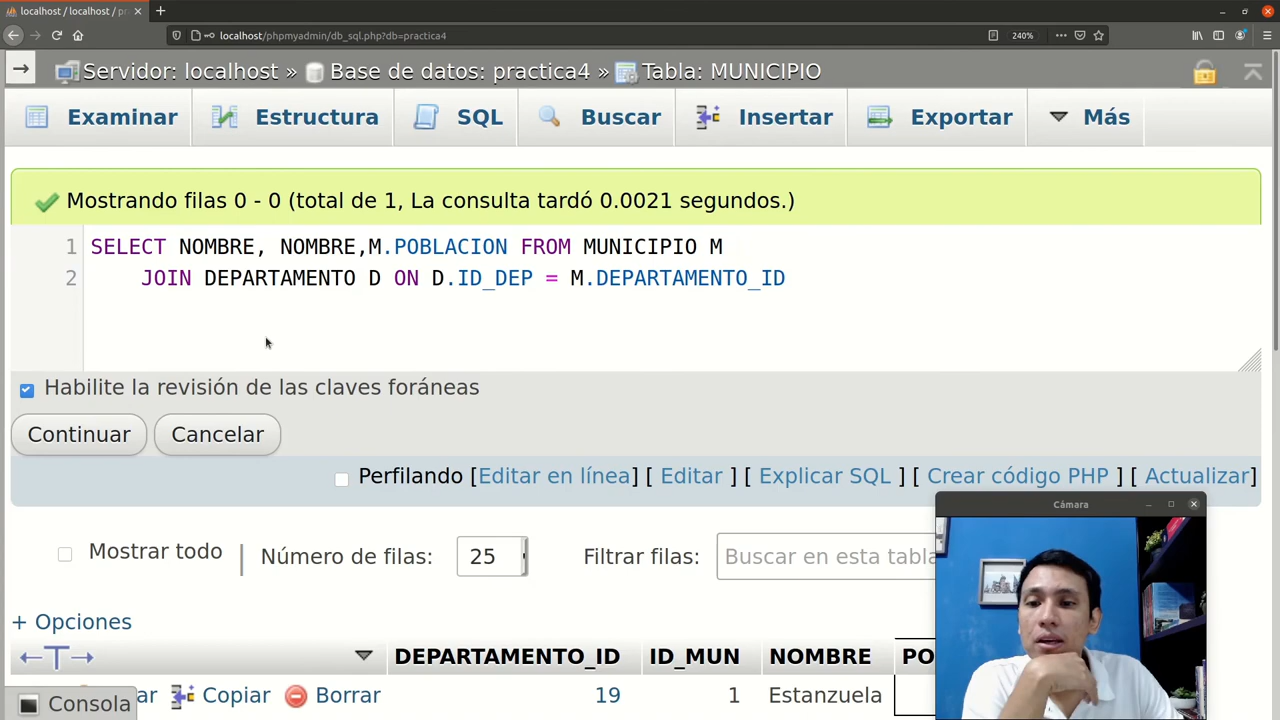 localhost / localhost / pr
localhost/phpmyadmin/db_sql.php?db=practica4
240%
Servidor: localhost » Base de datos: practica4 » Tabla: MUNICIPIO
Examinar Estructura SQL Buscar Insertar Exportar Más
Mostrando filas 0 - 0 (total de 1, La consulta tardó 0.0021 segundos.)
1 SELECT NOMBRE, NOMBRE,M.POBLACION FROM MUNICIPIO M
2 JOIN DEPARTAMENTO D ON D.ID_DEP = M.DEPARTAMENTO_ID
Habilite la revisión de las claves foráneas
Continuar Cancelar
Perfilando [Editar en línea] [ Editar ] [ Explicar SQL ] [ Crear código PHP ] [ Actualizar]
Cámara
Mostrar todo Número de filas: 25 Filtrar filas: Buscar en esta tabla
+ Opciones
←T→ DEPARTAMENTO_ID ID_MUN NOMBRE PO
ar Copiar Borrar 19 1 Estanzuela
Consola